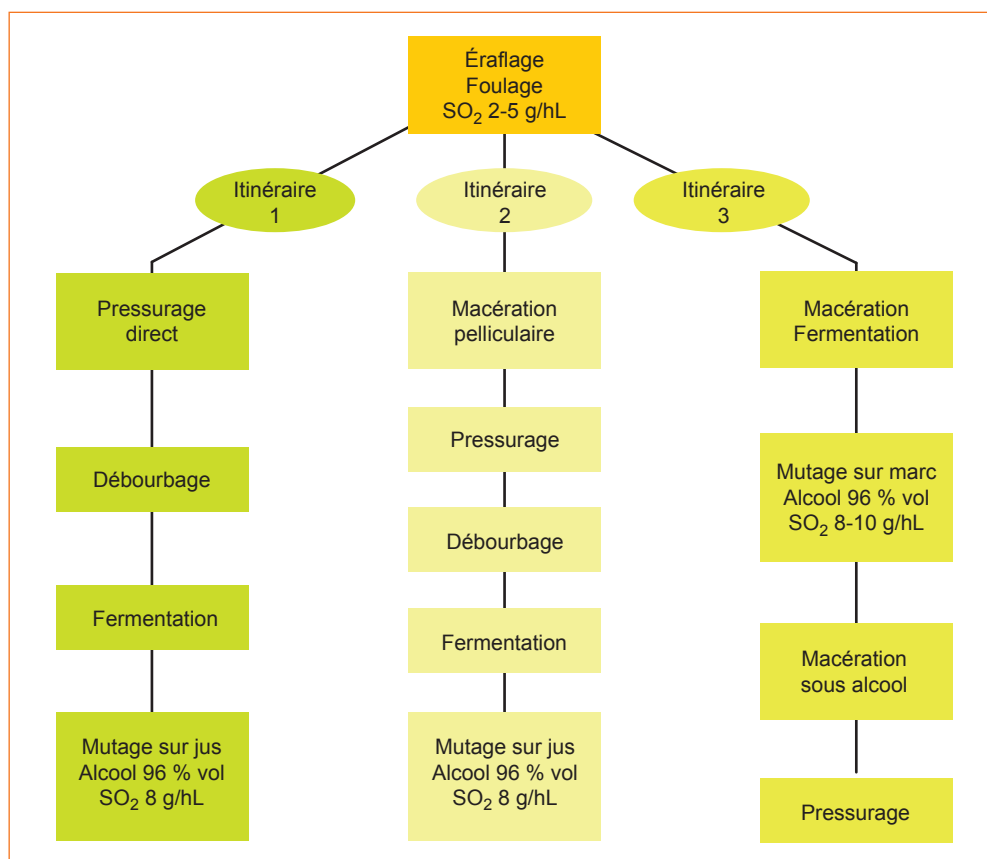 Éraflage
Foulage
SO₂ 2-5 g/hL
Itinéraire
1
Itinéraire
2
Itinéraire
3
Pressurage
direct
Débourbage
Fermentation
Mutage sur jus
Alcool 96 % vol
SO₂ 8 g/hL
Macération
pelliculaire
Pressurage
Débourbage
Fermentation
Mutage sur jus
Alcool 96 % vol
SO₂ 8 g/hL
Macération
Fermentation
Mutage sur marc
Alcool 96 % vol
SO₂ 8-10 g/hL
Macération
sous alcool
Pressurage